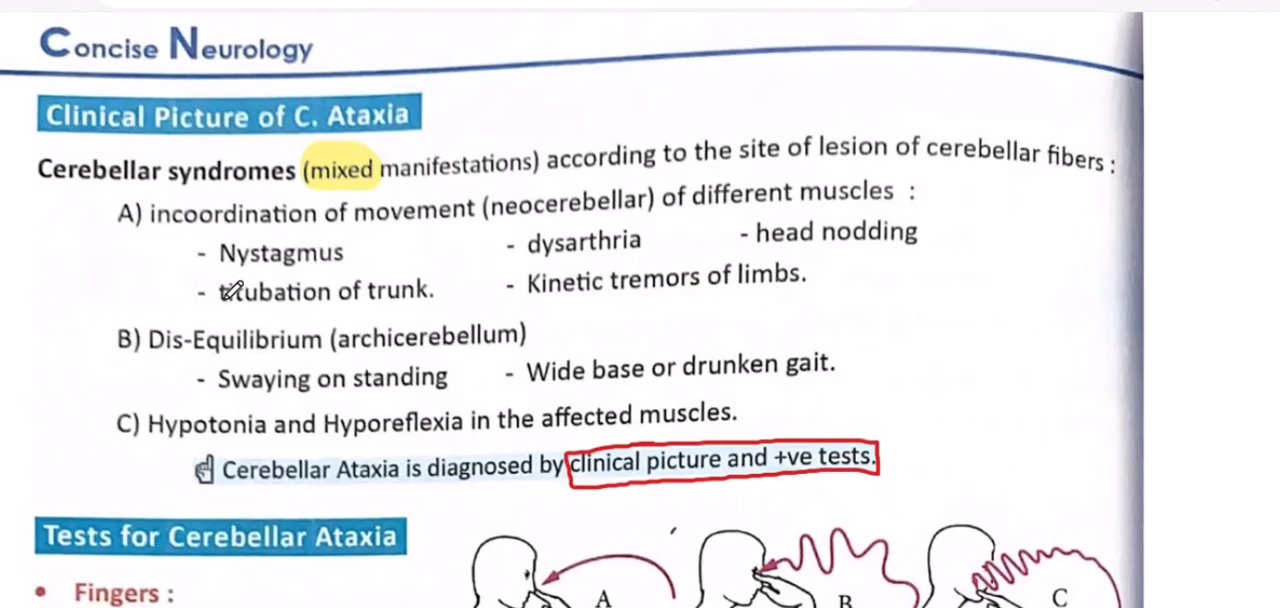 Concise Neurology
Clinical Picture of C. Ataxia
Cerebellar syndromes (mixed manifestations) according to the site of lesion of cerebellar fibers :
A) incoordination of movement (neocerebellar) of different muscles :
- Nystagmus - dysarthria - head nodding
- titubation of trunk. - Kinetic tremors of limbs.
B) Dis-Equilibrium (archicerebellum)
- Swaying on standing - Wide base or drunken gait.
C) Hypotonia and Hyporeflexia in the affected muscles.
Cerebellar Ataxia is diagnosed by clinical picture and +ve tests.
Tests for Cerebellar Ataxia
• Fingers :
A B C